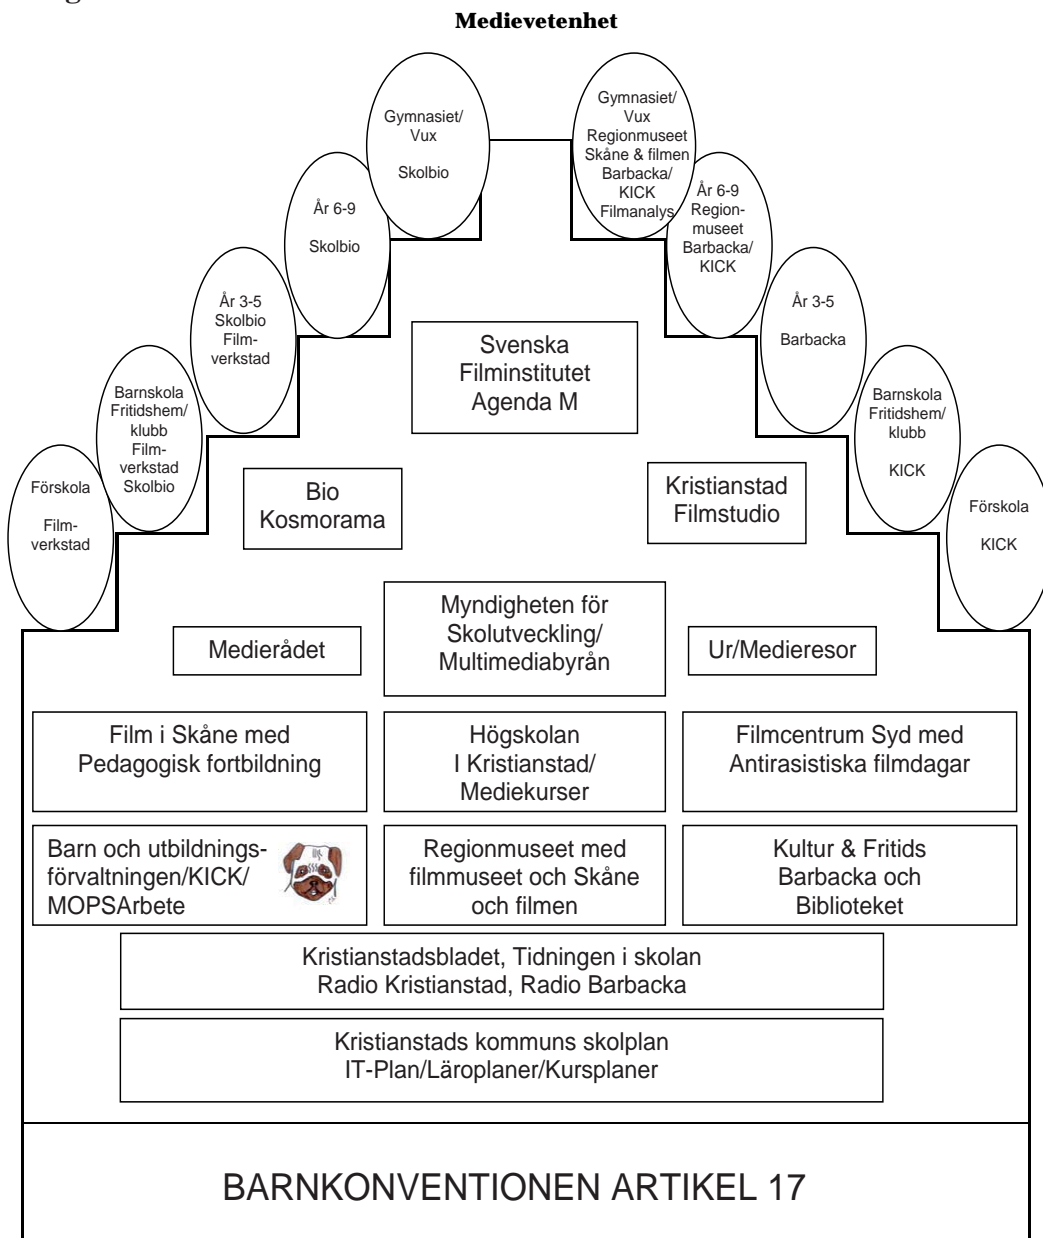 Medievetenhet
Gymnasiet/
Vux
Skolbio
Gymnasiet/
Vux
Regionmuseet
Skåne & filmen
Barbacka/
KICK
Filmanalys
År 6-9
Skolbio
År 6-9
Region-
museet
Barbacka/
KICK
År 3-5
Skolbio
Film-
verkstad
År 3-5
Barbacka
Svenska
Filminstitutet
Agenda M
Barnskola
Fritidshem/
klubb
Film-
verkstad
Skolbio
Barnskola
Fritidshem/
klubb
KICK
Bio
Kosmorama
Kristianstad
Filmstudio
Förskola
Film-
verkstad
Förskola
KICK
Medierådet
Myndigheten för
Skolutveckling/
Multimediabyrån
Ur/Medieresor
Film i Skåne med
Pedagogisk fortbildning
Högskolan
I Kristianstad/
Mediekurser
Filmcentrum Syd med
Antirasistiska filmdagar
Barn och utbildnings-
förvaltningen/KICK/
MOPSArbete
Regionmuseet med
filmmuseet och Skåne
och filmen
Kultur & Fritids
Barbacka och
Biblioteket
Kristianstadsbladet, Tidningen i skolan
Radio Kristianstad, Radio Barbacka
Kristianstads kommuns skolplan
IT-Plan/Läroplaner/Kursplaner
BARNKONVENTIONEN ARTIKEL 17